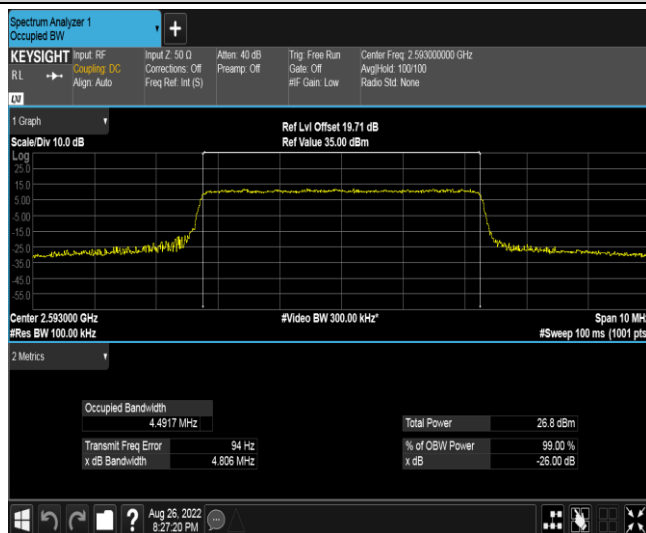 Spectrum Analyzer 1
Occupied BW
KEYSIGHT
RL
LXI
Input: RF
Coupling: DC
Align: Auto
Input Z: 50 Ω
Corrections: Off
Freq Ref: Int (S)
Atten: 40 dB
Preamp: Off
Trig: Free Run
Gate: Off
#IF Gain: Low
Center Freq: 2.593000000 GHz
Avg|Hold: 100/100
Radio Std: None
1 Graph
Scale/Div 10.0 dB
Ref Lvl Offset 19.71 dB
Ref Value 35.00 dBm
Log
25.0
15.0
5.00
-5.00
-15.0
-25.0
-35.0
-45.0
-55.0
Center 2.593000 GHz
#Res BW 100.00 kHz
#Video BW 300.00 kHz*
Span 10 MHz
#Sweep 100 ms (1001 pts)
2 Metrics
Occupied Bandwidth
4.4917 MHz
Total Power 26.8 dBm
Transmit Freq Error 94 Hz
% of OBW Power 99.00 %
x dB Bandwidth 4.806 MHz
x dB -26.00 dB
?
Aug 26, 2022
8:27:20 PM